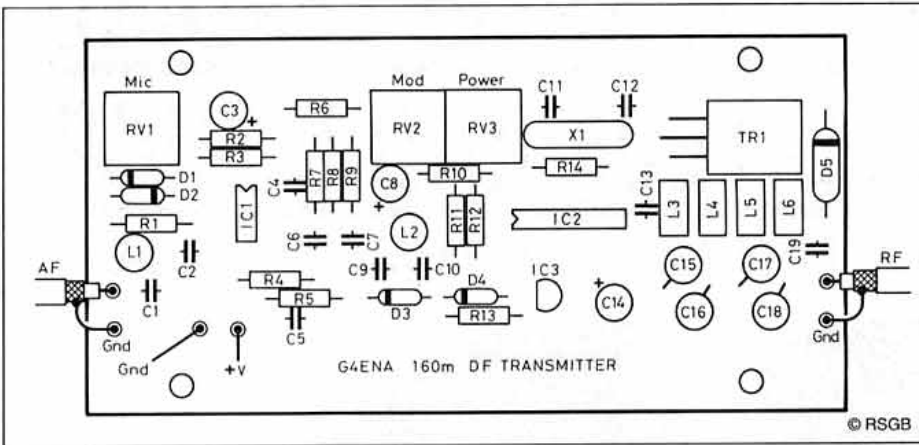 Mic
Mod
Power
C11
C12
RV1
C3
+
R6
RV2
RV3
R2
R3
X1
TR1
D5
D1
D2
C4
R7
R8
R9
C8
+
R10
R14
R1
IC1
R11
R12
IC2
C13
L3
L4
L5
L6
L1
C2
C6
C7
L2
C19
AF
RF
C9
C10
D4
IC3
+
C15
C17
R4
R5
C1
D3
R13
C14
C16
C18
C5
Gnd
Gnd
Gnd
+V
G4ENA 160m DF TRANSMITTER
© RSGB